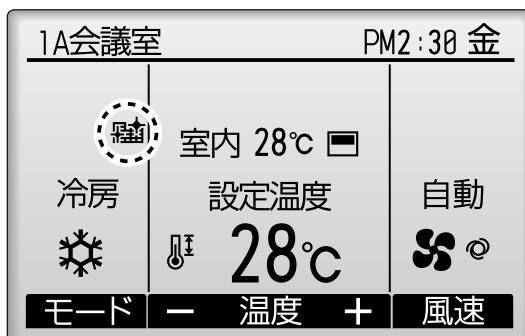 1A会議室 PM2:30 金
室内 28℃
冷房 設定温度 自動
28℃
モード － 温度 ＋ 風速